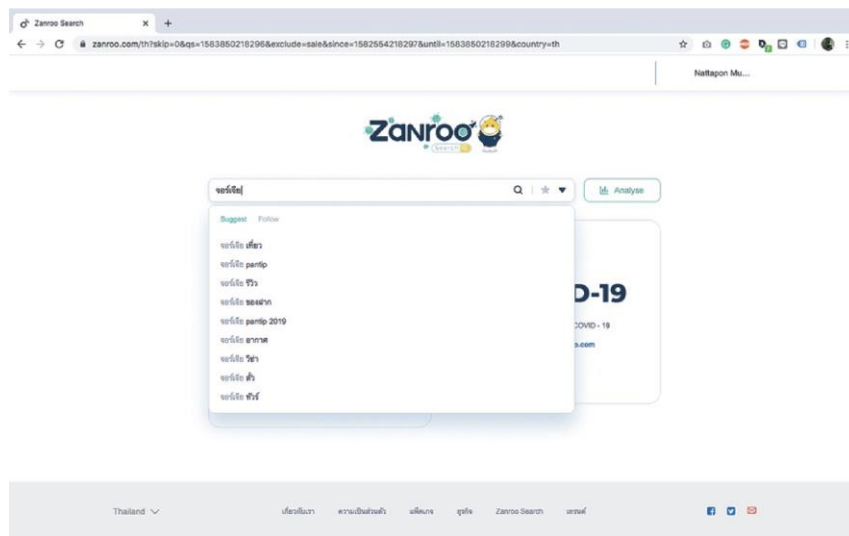 Zanroo Search
zanroo.com/th?skip=0&qs=1583850218296&exclude=sale&since=1582554218297&until=1583850218299&country=th
Nattapon Mu...
Zanroo
Search
จอร์เจีย
Analyse
Suggest Follow
จอร์เจีย เที่ยว
จอร์เจีย pantip
จอร์เจีย รีวิว
จอร์เจีย ของฝาก
จอร์เจีย pantip 2019
จอร์เจีย อากาศ
จอร์เจีย วีซ่า
จอร์เจีย ตั๋ว
จอร์เจีย ทัวร์
D-19
COVID - 19
o.com
Thailand เกี่ยวกับเรา ความเป็นส่วนตัว แพ็คเกจ ธุรกิจ Zanroo Search เทรนด์